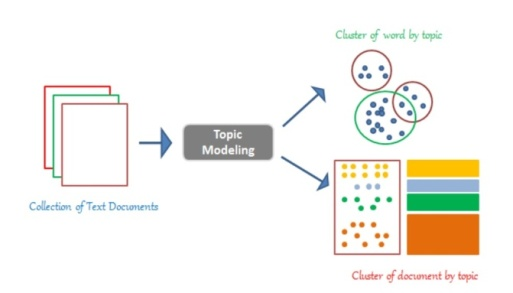 Cluster of word by topic
Topic
Modeling
Collection of Text Documents
Cluster of document by topic